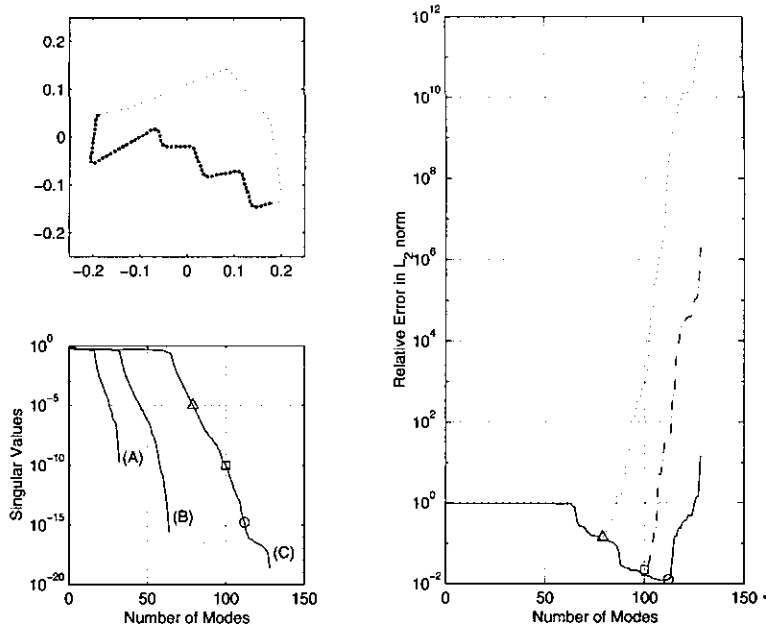 0.2
0.1
0
−0.1
−0.2
−0.2 −0.1 0 0.1 0.2
10^0
10^−5
10^−10
10^−15
10^−20
Singular Values
(A)
(B)
(C)
0 50 100 150
Number of Modes
10^12
10^10
10^8
10^6
10^4
10^2
10^0
10^−2
Relative Error in L_2 norm
0 50 100 150
Number of Modes